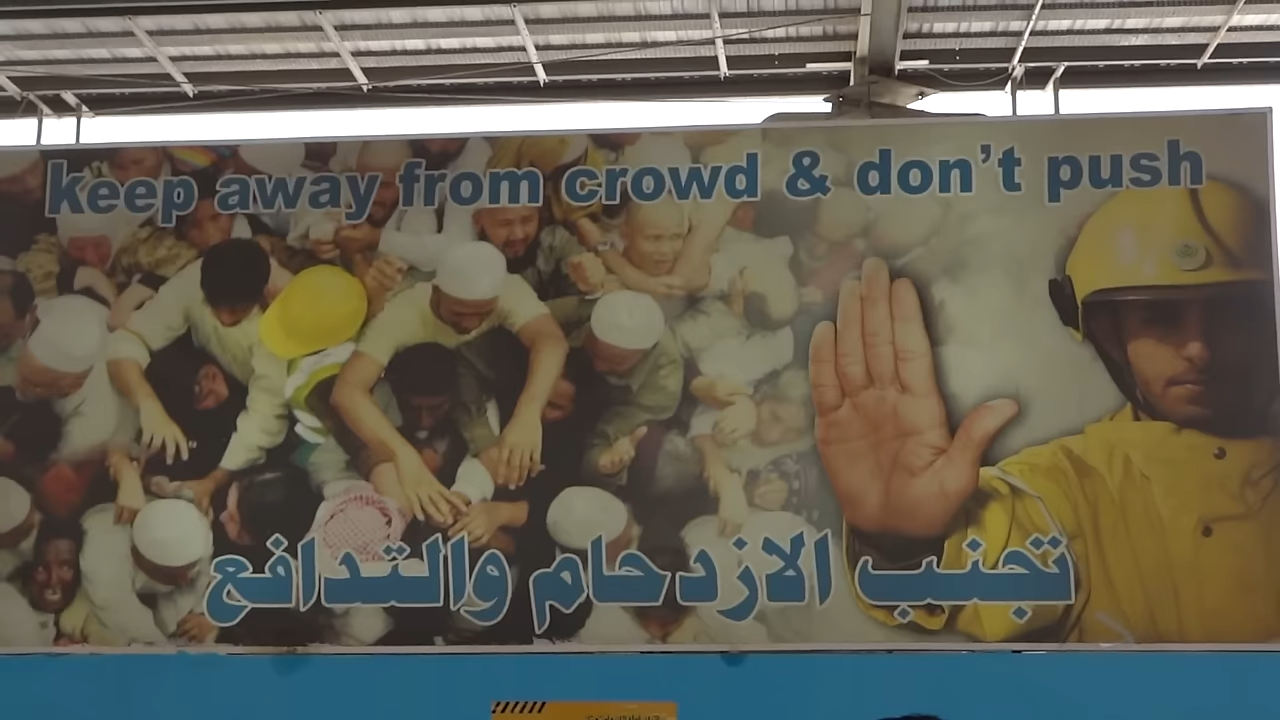 keep away from crowd & don't push
تجنب الازدحام والتدافع